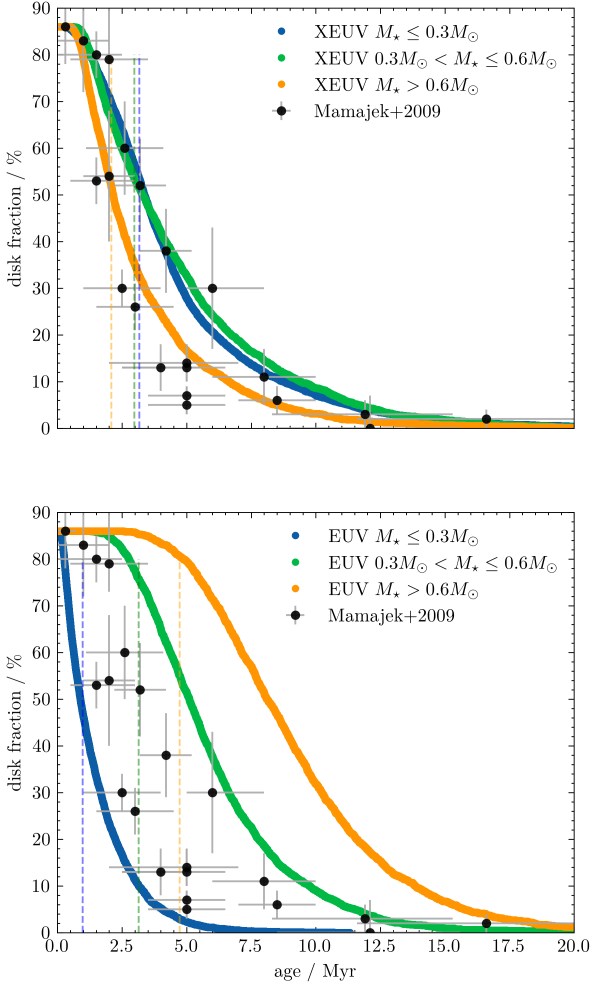 90
80
70
60
50
40
30
20
10
0
disk fraction / %
XEUV M⋆ ≤ 0.3M⊙
XEUV 0.3M⊙ < M⋆ ≤ 0.6M⊙
XEUV M⋆ > 0.6M⊙
Mamajek+2009
90
80
70
60
50
40
30
20
10
0
disk fraction / %
EUV M⋆ ≤ 0.3M⊙
EUV 0.3M⊙ < M⋆ ≤ 0.6M⊙
EUV M⋆ > 0.6M⊙
Mamajek+2009
0.0 2.5 5.0 7.5 10.0 12.5 15.0 17.5 20.0
age / Myr